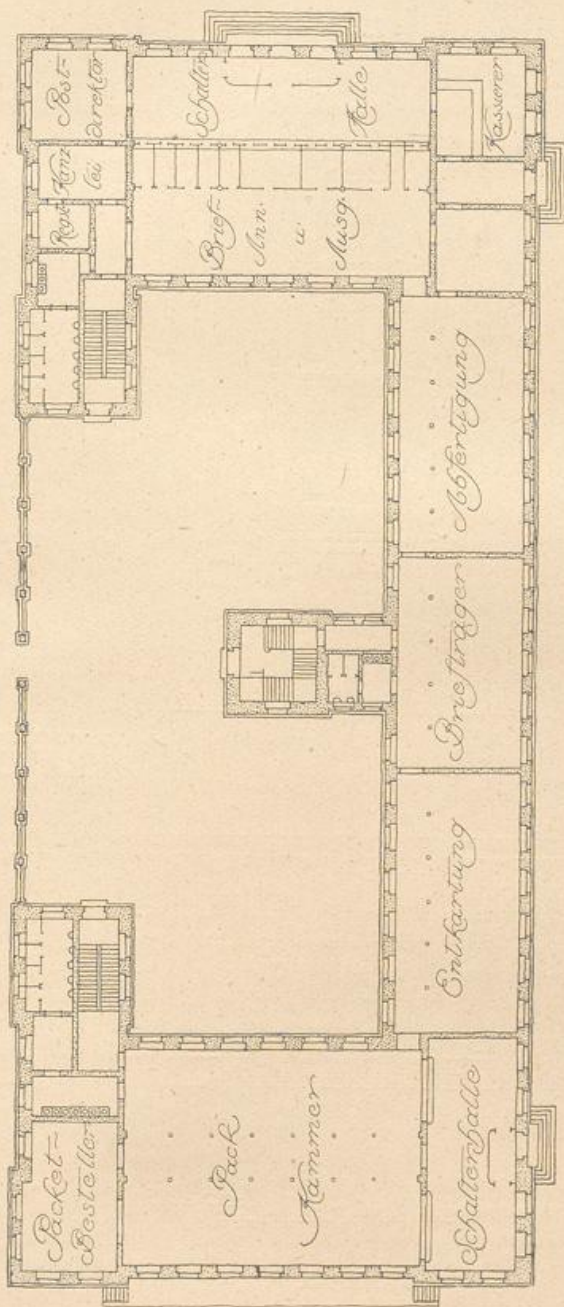 Post-
direktor
Schalter
Halle
Kassierer
Kanz
lei
Regis
Brief-
Ann.
u
Ausg.
Abfertigung
Briefträger
Entkartung
Packet-
Besteller
Pack
Kammer
Schalterhalle